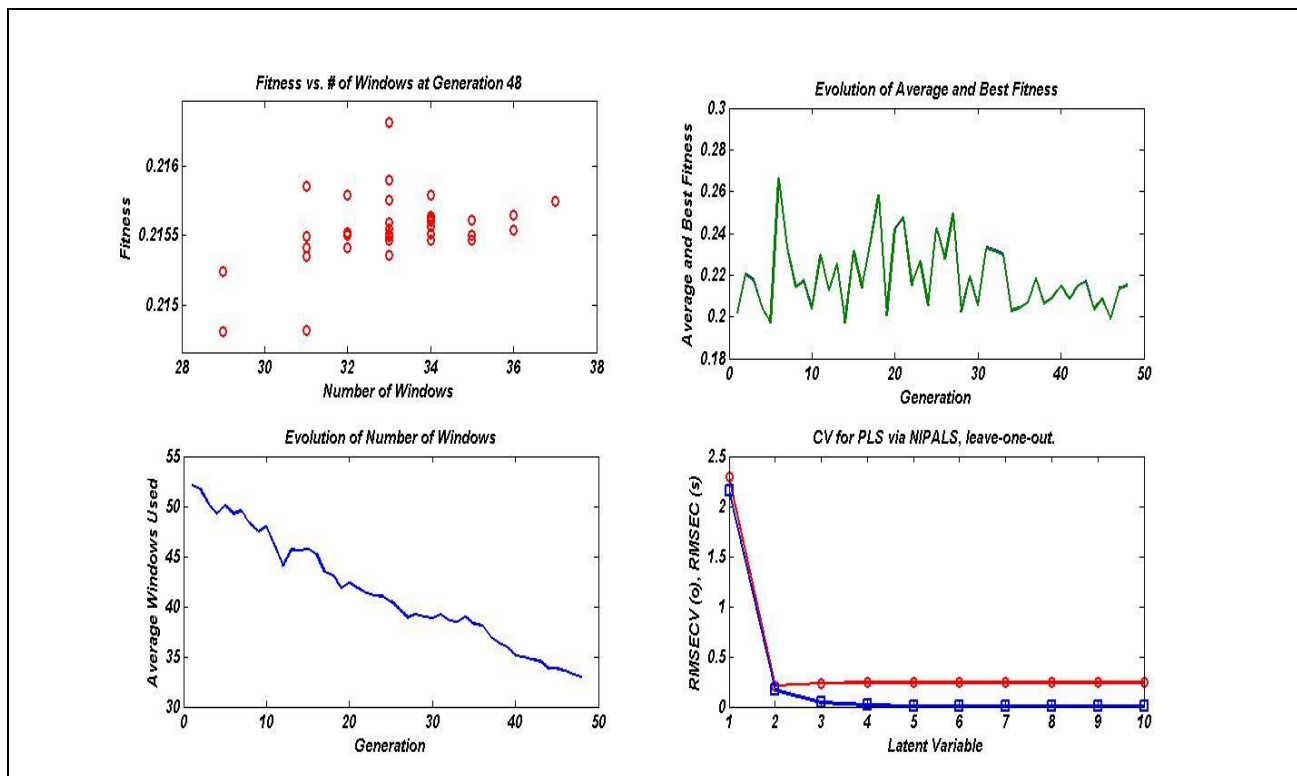 Fitness vs. # of Windows at Generation 48
0.216
0.2155
0.215
Fitness
28 30 32 34 36 38
Number of Windows
Evolution of Average and Best Fitness
0.3
0.28
0.26
0.24
0.22
0.2
0.18
Average and Best Fitness
0 10 20 30 40 50
Generation
Evolution of Number of Windows
55
50
45
40
35
30
Average Windows Used
0 10 20 30 40 50
Generation
CV for PLS via NIPALS, leave-one-out.
2.5
2
1.5
1
0.5
0
RMSECV (o), RMSEC (s)
1 2 3 4 5 6 7 8 9 10
Latent Variable